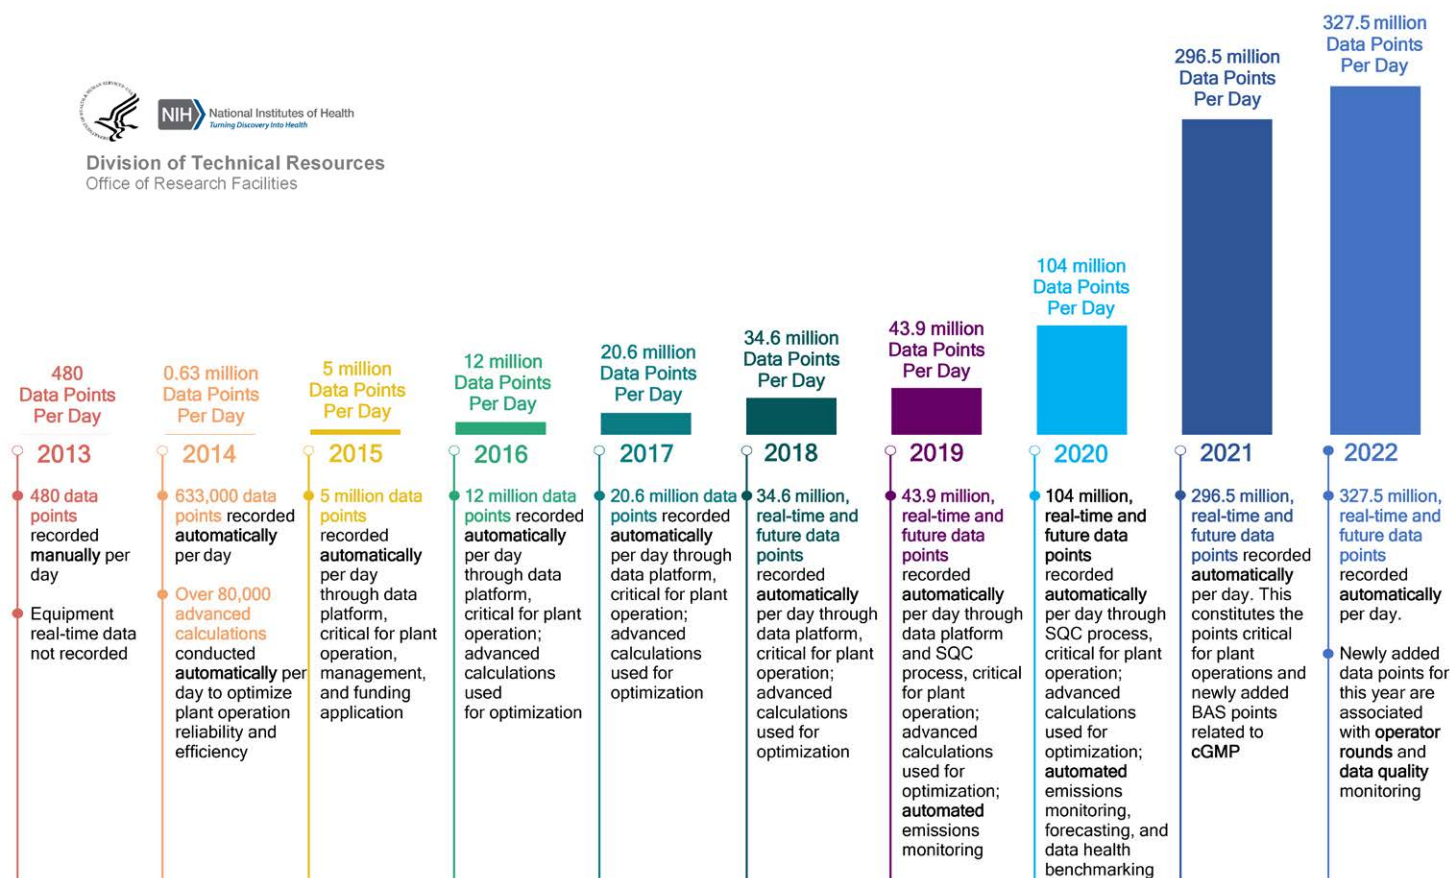 NIH
National Institutes of Health
Turning Discovery Into Health
Division of Technical Resources
Office of Research Facilities
480
Data Points
Per Day
2013
480 data
points
recorded
manually per
day
Equipment
real-time data
not recorded
0.63 million
Data Points
Per Day
2014
633,000 data
points recorded
automatically
per day
Over 80,000
advanced
calculations
conducted
automatically per
day to optimize
plant operation
reliability and
efficiency
5 million
Data Points
Per Day
2015
5 million data
points
recorded
automatically
per day
through data
platform,
critical for plant
operation,
management,
and funding
application
12 million
Data Points
Per Day
2016
12 million data
points recorded
automatically
per day
through data
platform,
critical for plant
operation;
advanced
calculations
used
for optimization
20.6 million
Data Points
Per Day
2017
20.6 million data
points recorded
automatically
per day through
data platform,
critical for plant
operation;
advanced
calculations
used for
optimization
34.6 million
Data Points
Per Day
2018
34.6 million,
real-time and
future data
points
recorded
automatically
per day through
data platform,
critical for plant
operation;
advanced
calculations
used for
optimization
43.9 million
Data Points
Per Day
2019
43.9 million,
real-time and
future data
points
recorded
automatically
per day through
data platform
and SQC
process, critical
for plant
operation;
advanced
calculations
used for
optimization;
automated
emissions
monitoring
104 million
Data Points
Per Day
2020
104 million,
real-time and
future data
points
recorded
automatically
per day through
SQC process,
critical for plant
operation;
advanced
calculations
used for
optimization;
automated
emissions
monitoring,
forecasting, and
data health
benchmarking
296.5 million
Data Points
Per Day
2021
296.5 million,
real-time and
future data
points recorded
automatically
per day. This
constitutes the
points critical
for plant
operations and
newly added
BAS points
related to
cGMP
327.5 million
Data Points
Per Day
2022
327.5 million,
real-time and
future data
points
recorded
automatically
per day.
Newly added
data points for
this year are
associated
with operator
rounds and
data quality
monitoring